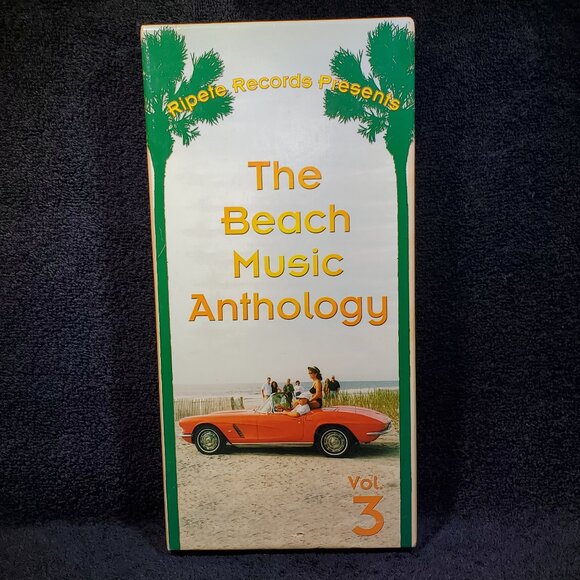 Ripete Records Presents
The
Beach
Music
Anthology
Vol.
3